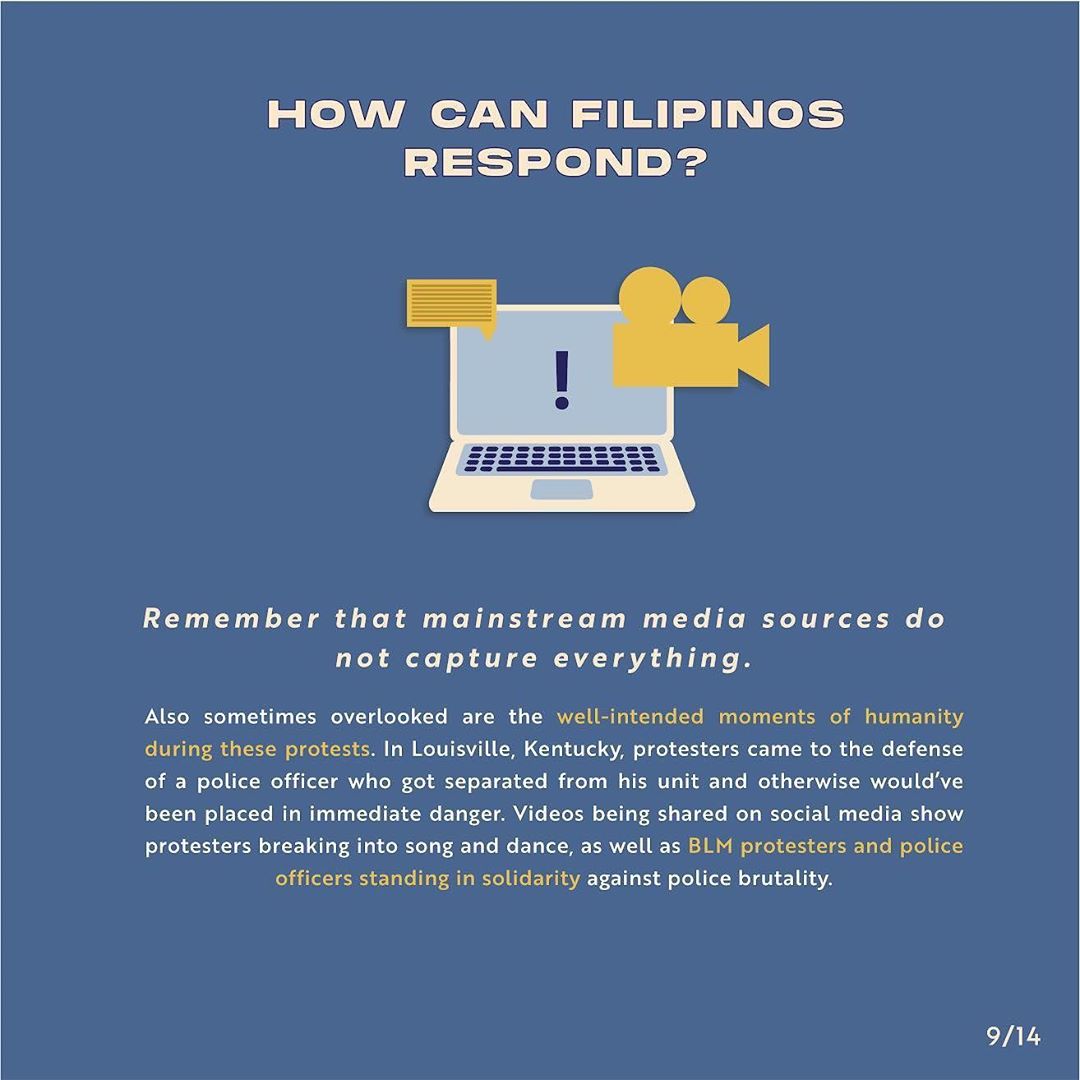 HOW CAN FILIPINOS
RESPOND?
!
Remember that mainstream media sources do
not capture everything.
Also sometimes overlooked are the well-intended moments of humanity
during these protests. In Louisville, Kentucky, protesters came to the defense
of a police officer who got separated from his unit and otherwise would've
been placed in immediate danger. Videos being shared on social media show
protesters breaking into song and dance, as well as BLM protesters and police
officers standing in solidarity against police brutality.
9/14